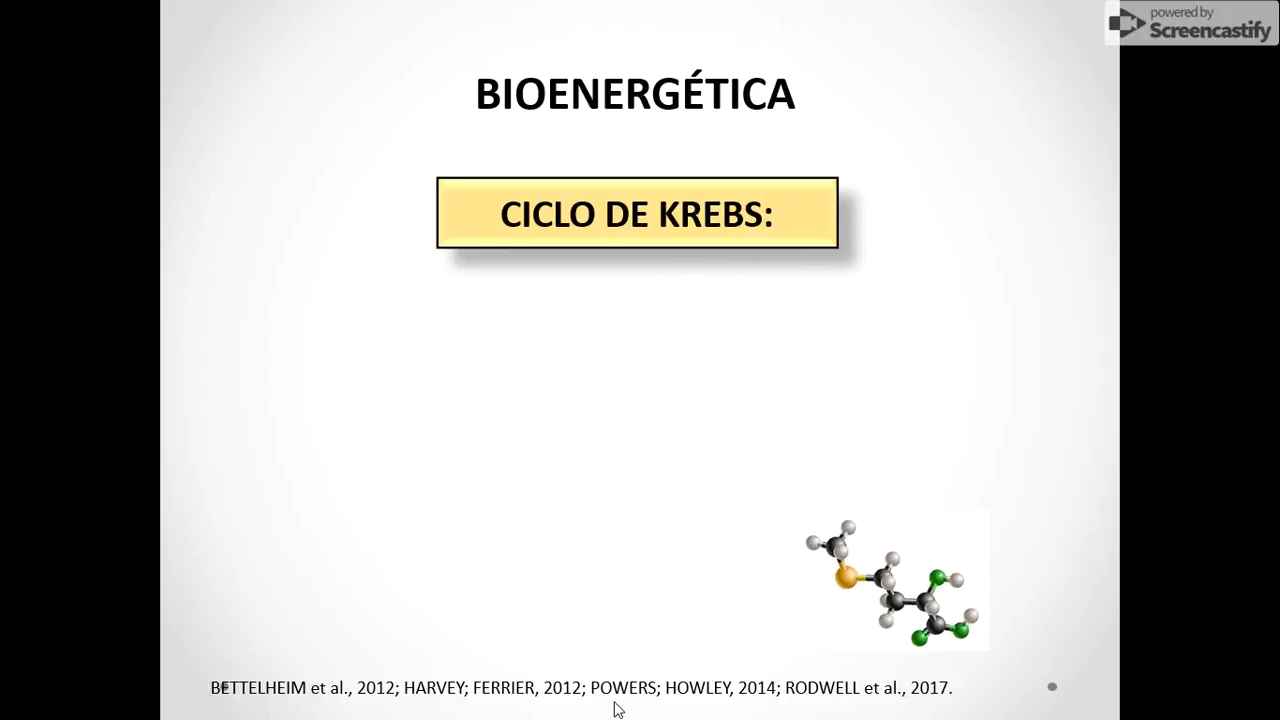 powered by
Screencastify
BIOENERGÉTICA
CICLO DE KREBS:
BETTELHEIM et al., 2012; HARVEY; FERRIER, 2012; POWERS; HOWLEY, 2014; RODWELL et al., 2017.